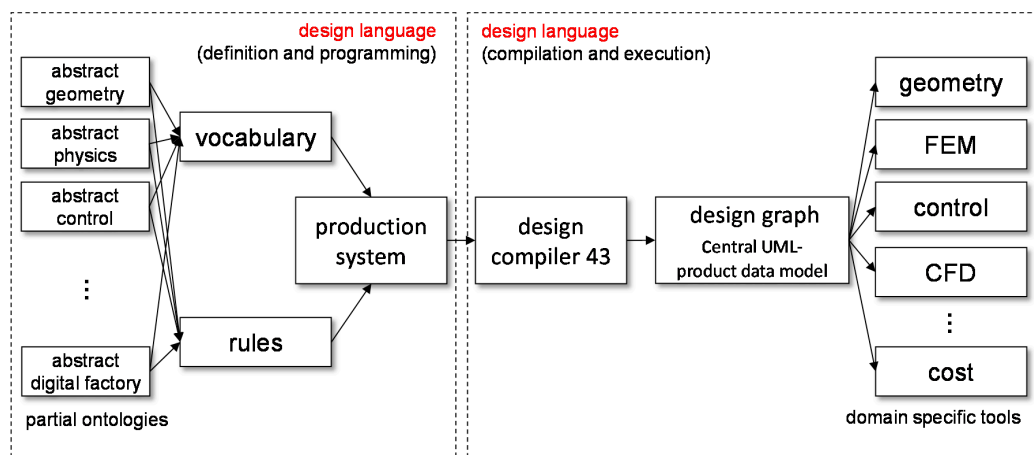 design language
(definition and programming)
abstract
geometry
abstract
physics
abstract
control
⋮
abstract
digital factory
partial ontologies
vocabulary
rules
production
system
design language
(compilation and execution)
design
compiler 43
design graph
Central UML-
product data model
geometry
FEM
control
CFD
⋮
cost
domain specific tools